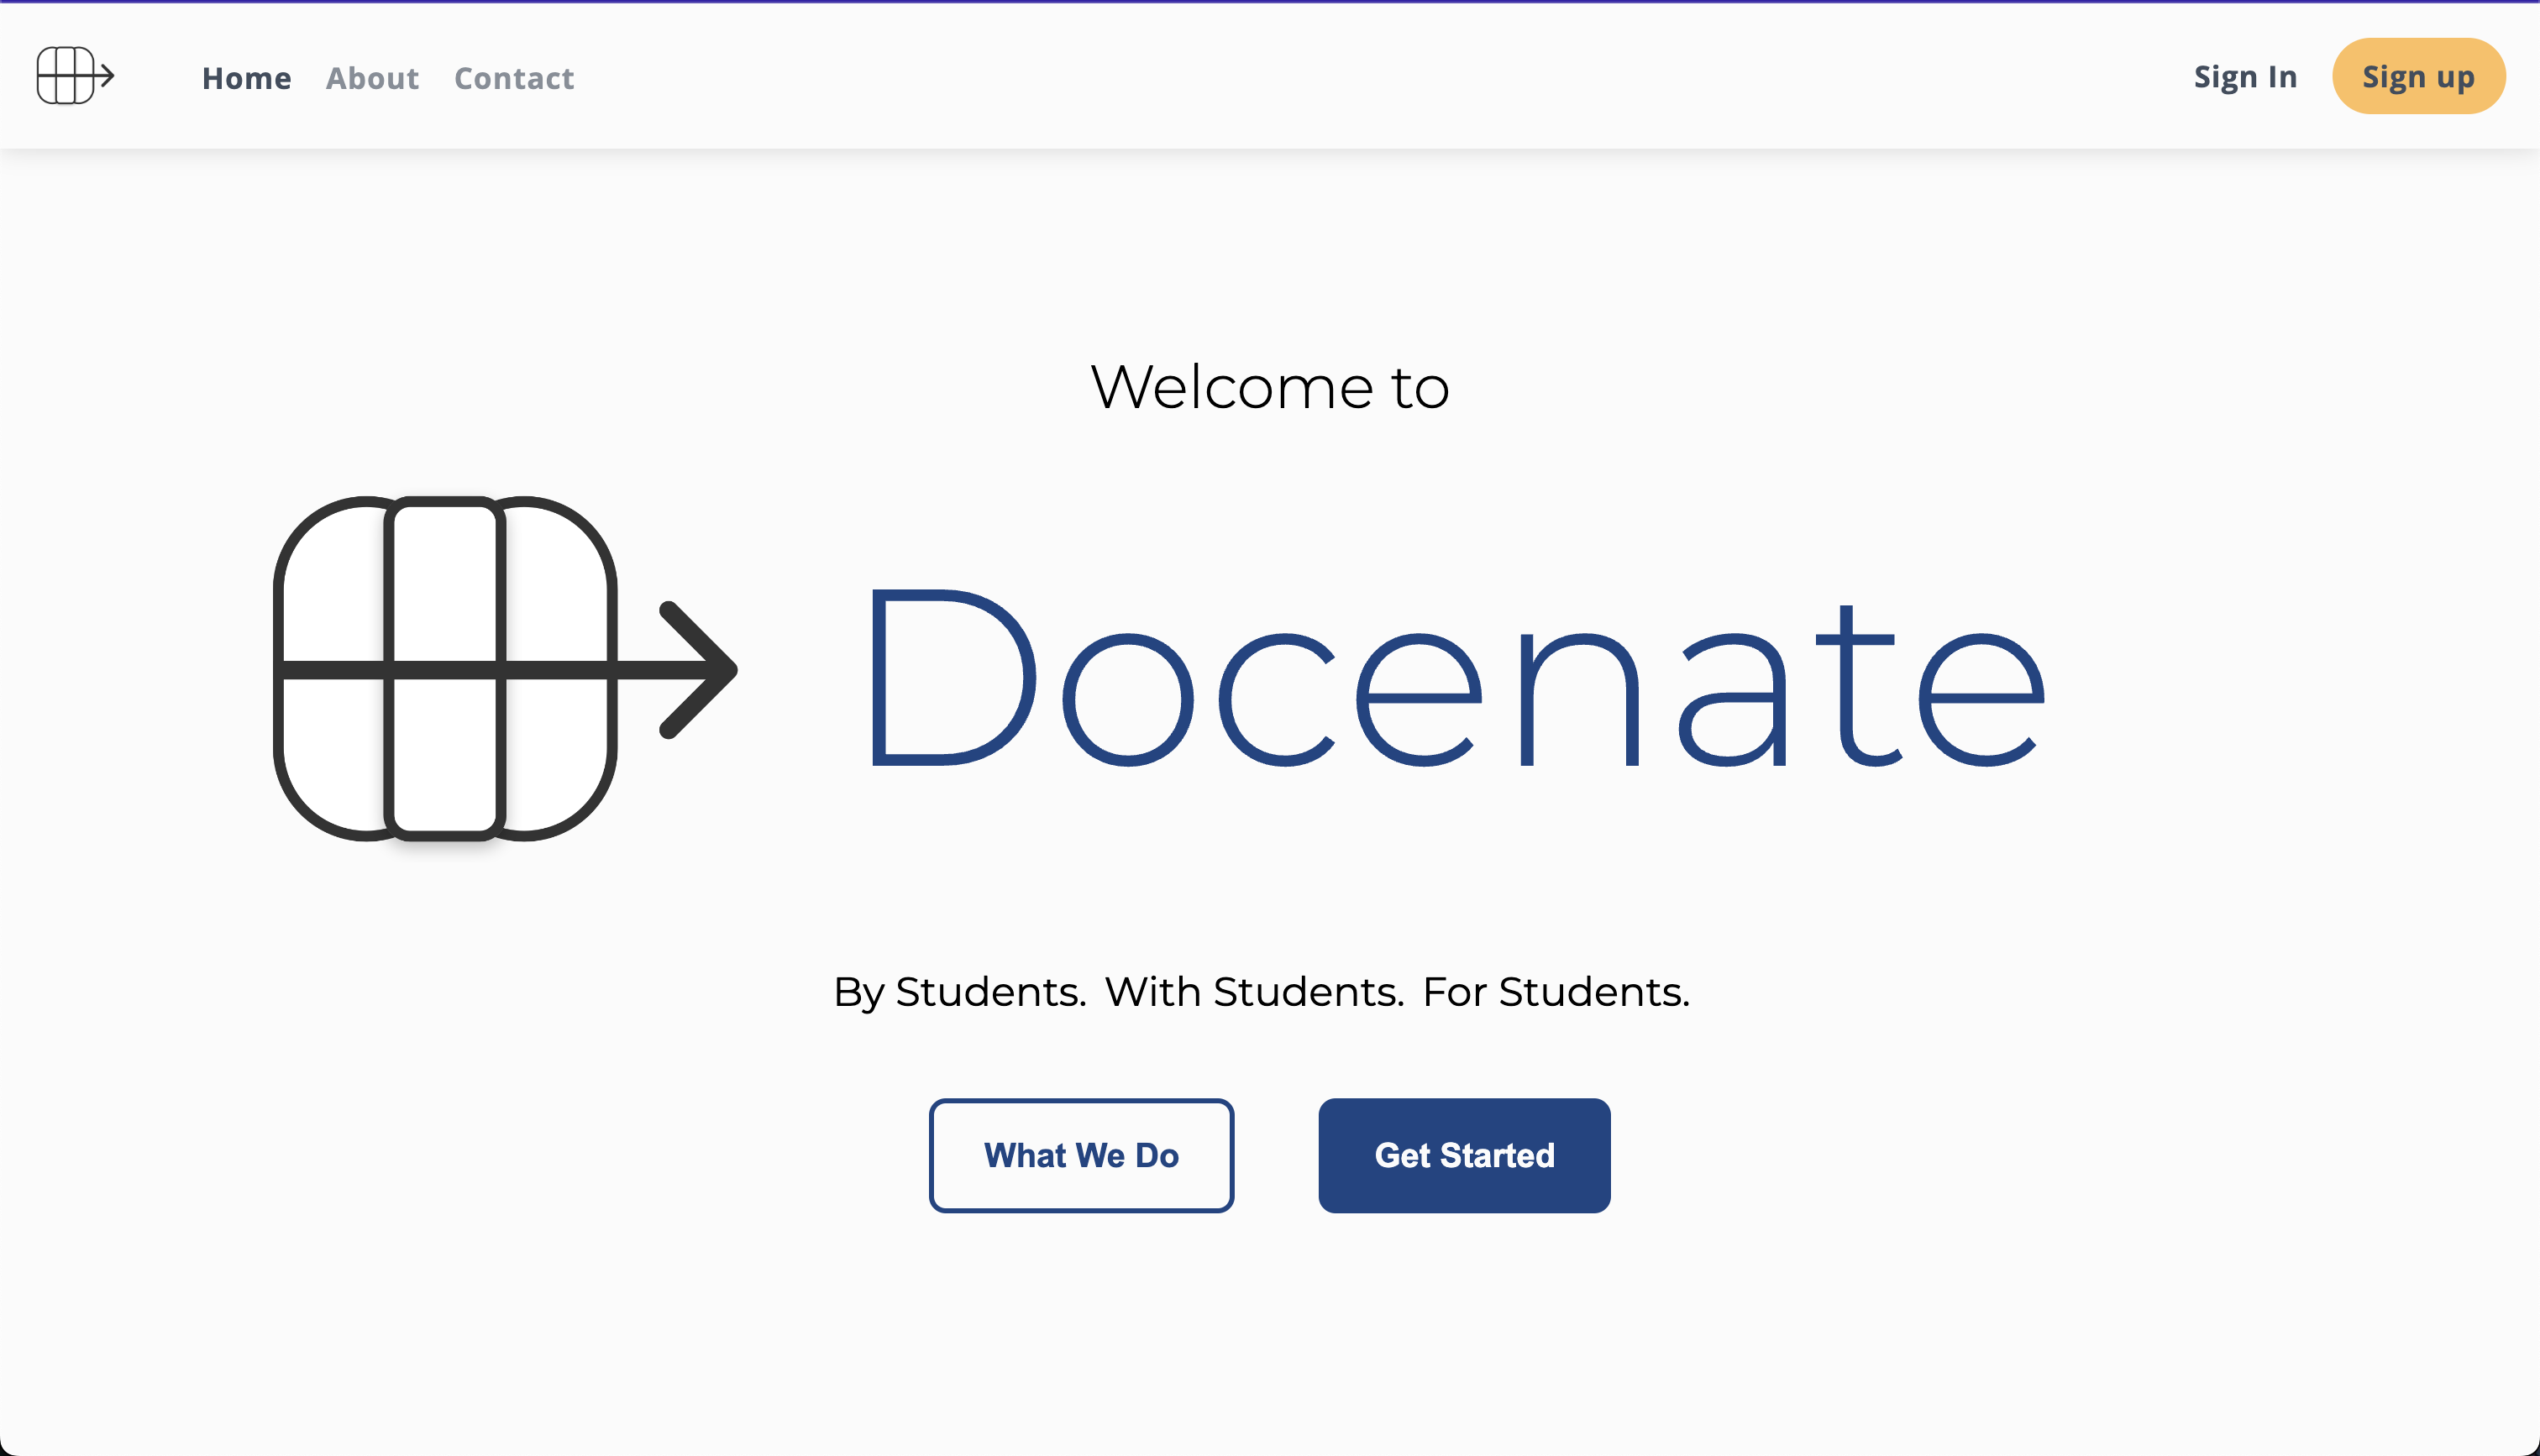 Home About Contact Sign In Sign up
Welcome to
Docenate
By Students. With Students. For Students.
What We Do Get Started